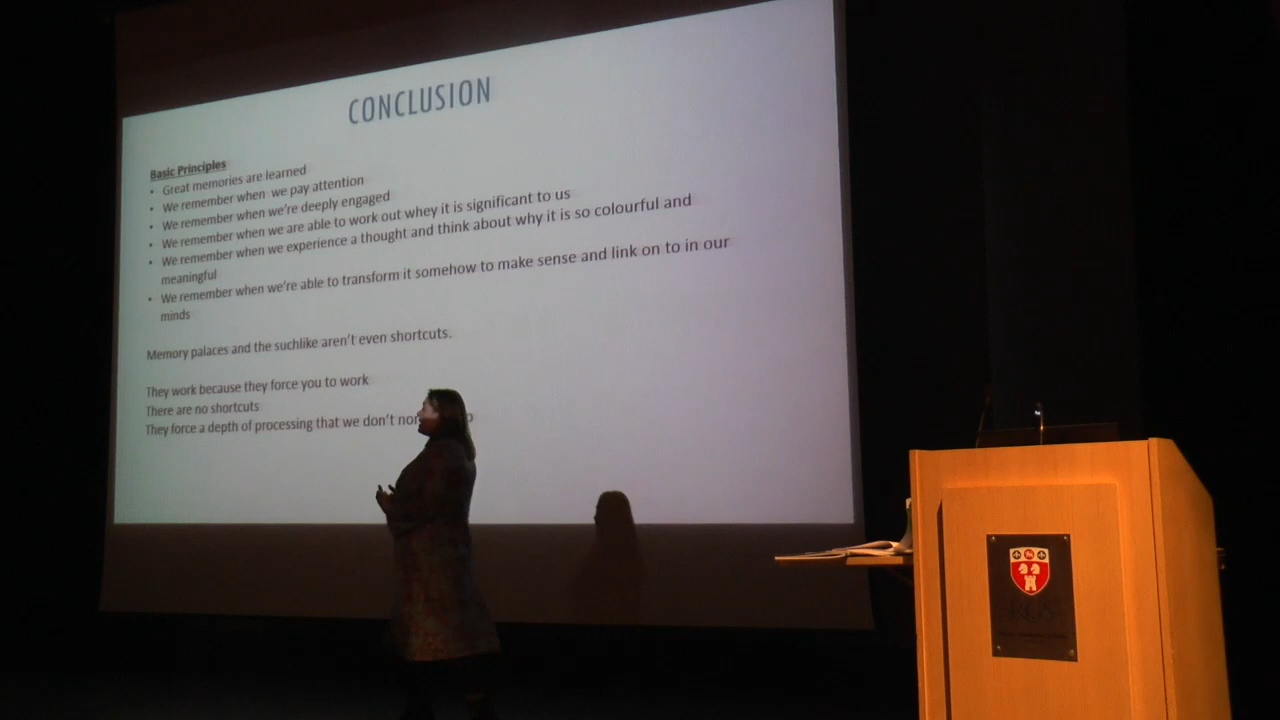 CONCLUSION
Basic Principles
• Great memories are learned
• We remember when we pay attention
• We remember when we're deeply engaged
• We remember when we are able to work out whey it is significant to us
• We remember when we experience a thought and think about why it is so colourful and
meaningful
• We remember when we're able to transform it somehow to make sense and link on to in our
minds
Memory palaces and the suchlike aren't even shortcuts.
They work because they force you to work
There are no shortcuts
They force a depth of processing that we don't
RGS